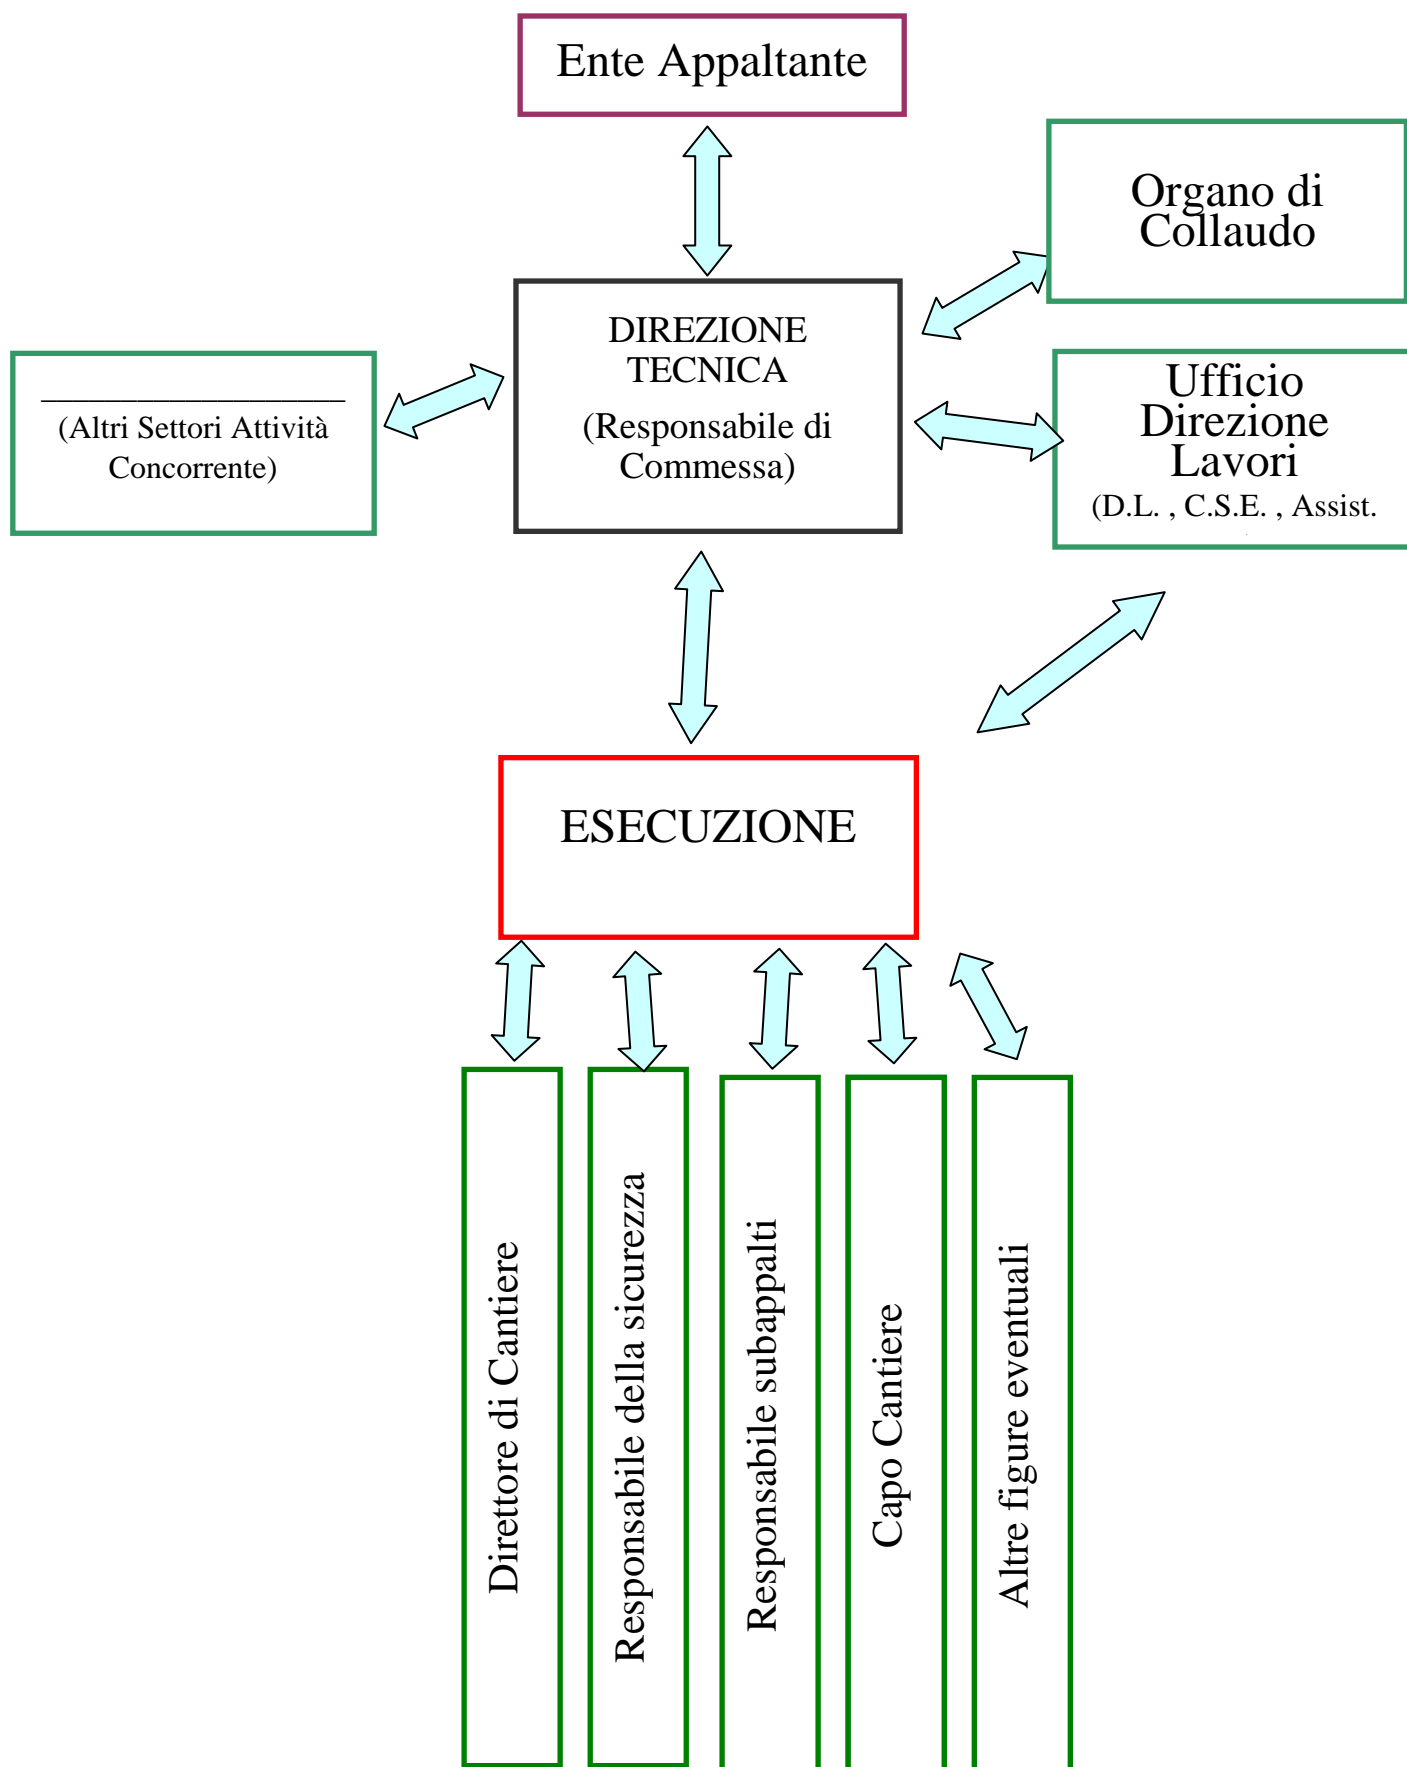 Ente Appaltante
Organo di
Collaudo
DIREZIONE
TECNICA
(Responsabile di
Commessa)
___________________
(Altri Settori Attività
Concorrente)
Ufficio
Direzione
Lavori
(D.L. , C.S.E. , Assist.
ESECUZIONE
Direttore di Cantiere
Responsabile della sicurezza
Responsabile subappalti
Capo Cantiere
Altre figure eventuali